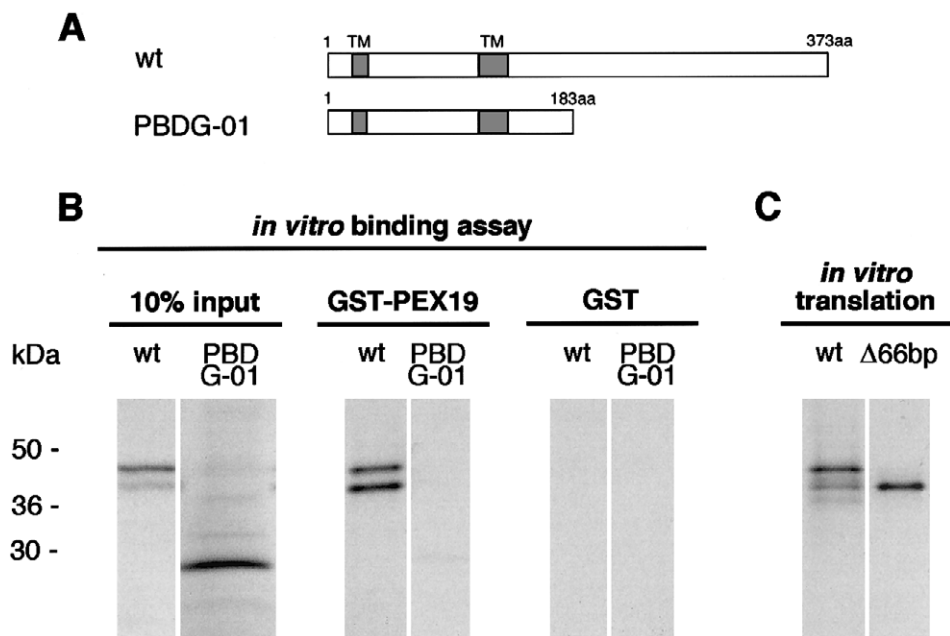 A
1 TM TM 373aa
wt
1 183aa
PBDG-01
B
in vitro binding assay
10% input GST-PEX19 GST
kDa wt PBD G-01 wt PBD G-01 wt PBD G-01
50 -
36 -
30 -
C
in vitro
translation
wt Δ66bp